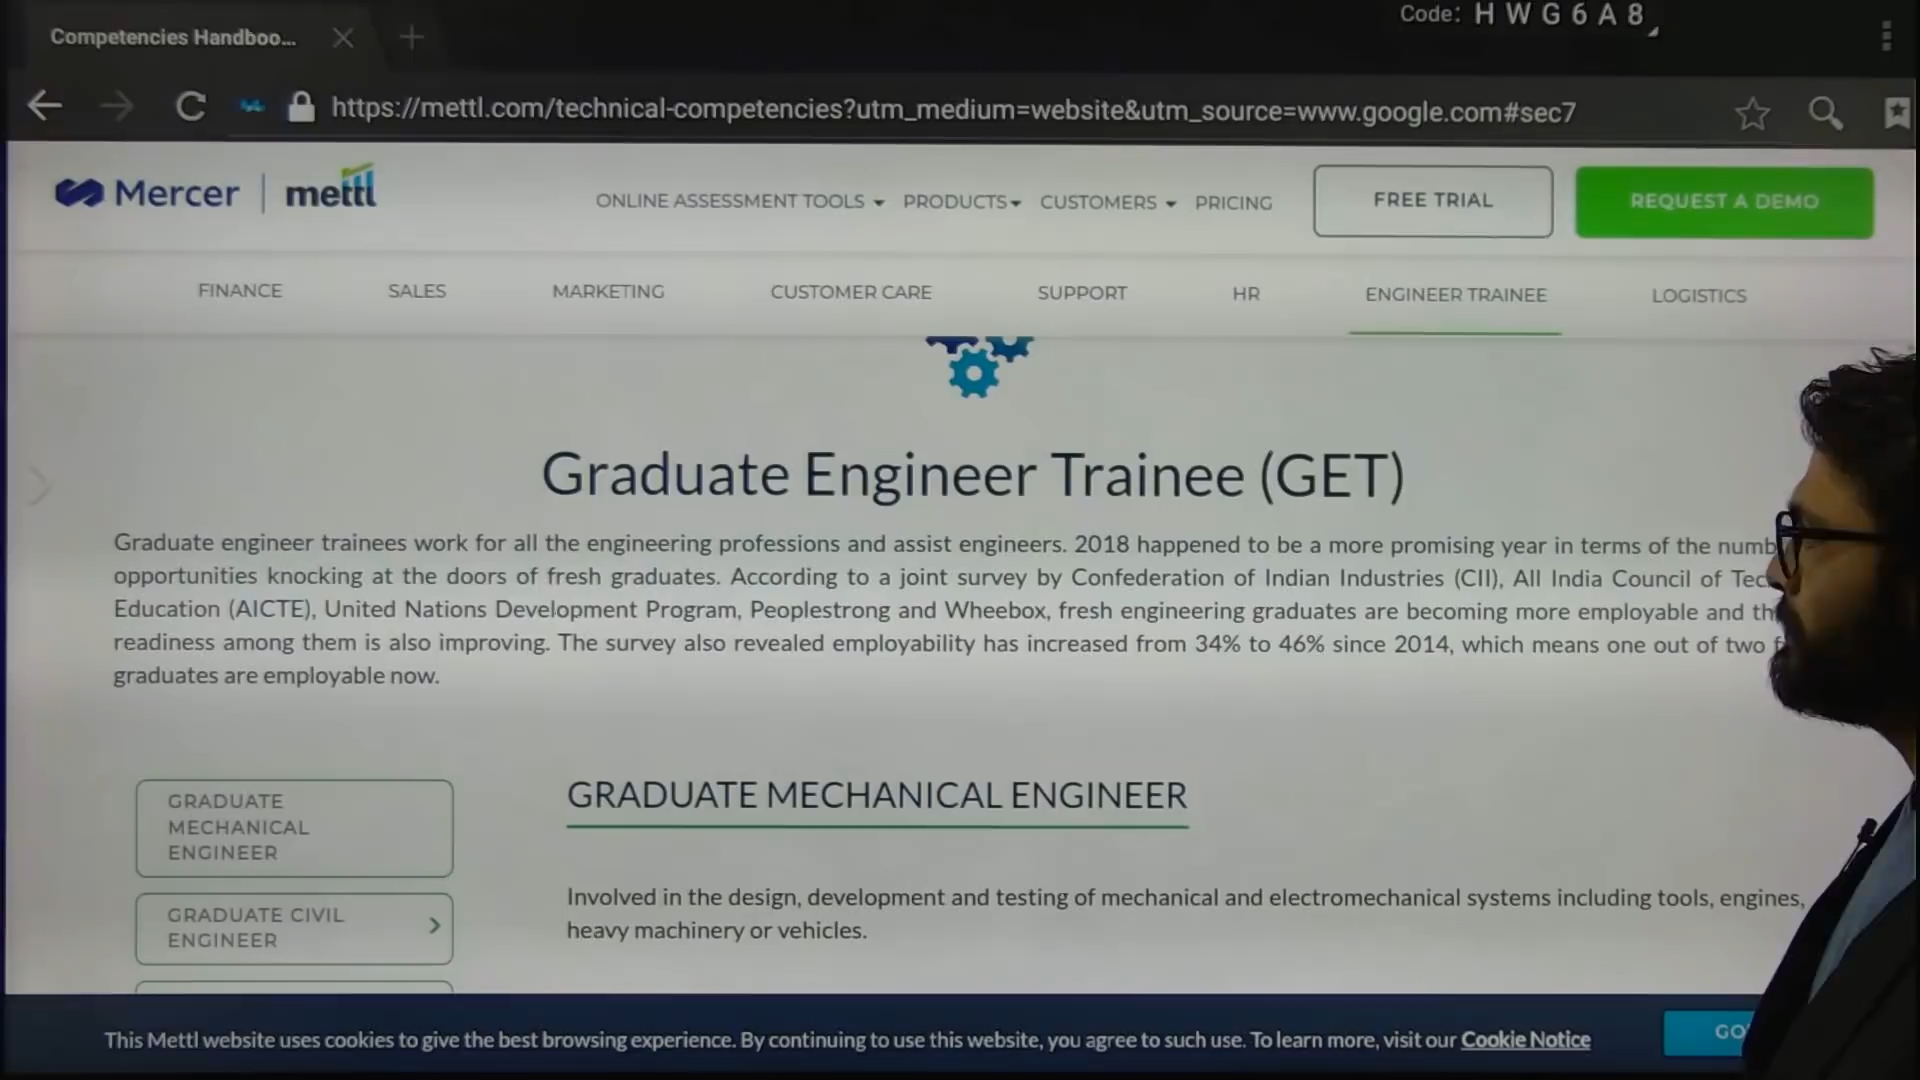 Code: HWG6A8
Competencies Handboo...
https://mettl.com/technical-competencies?utm_medium=website&utm_source=www.google.com#sec7
Mercer | mettl
ONLINE ASSESSMENT TOOLS PRODUCTS CUSTOMERS PRICING FREE TRIAL REQUEST A DEMO
FINANCE SALES MARKETING CUSTOMER CARE SUPPORT HR ENGINEER TRAINEE LOGISTICS
Graduate Engineer Trainee (GET)
Graduate engineer trainees work for all the engineering professions and assist engineers. 2018 happened to be a more promising year in terms of the
opportunities knocking at the doors of fresh graduates. According to a joint survey by Confederation of Indian Industries (CII), All India Council of
Education (AICTE), United Nations Development Program, Peoplestrong and Wheebox, fresh engineering graduates are becoming more employable and
readiness among them is also improving. The survey also revealed employability has increased from 34% to 46% since 2014, which means one out of two
graduates are employable now.
GRADUATE
MECHANICAL
ENGINEER
GRADUATE CIVIL
ENGINEER
GRADUATE MECHANICAL ENGINEER
Involved in the design, development and testing of mechanical and electromechanical systems including tools, engines,
heavy machinery or vehicles.
This Mettl website uses cookies to give the best browsing experience. By continuing to use this website, you agree to such use. To learn more, visit our Cookie Notice